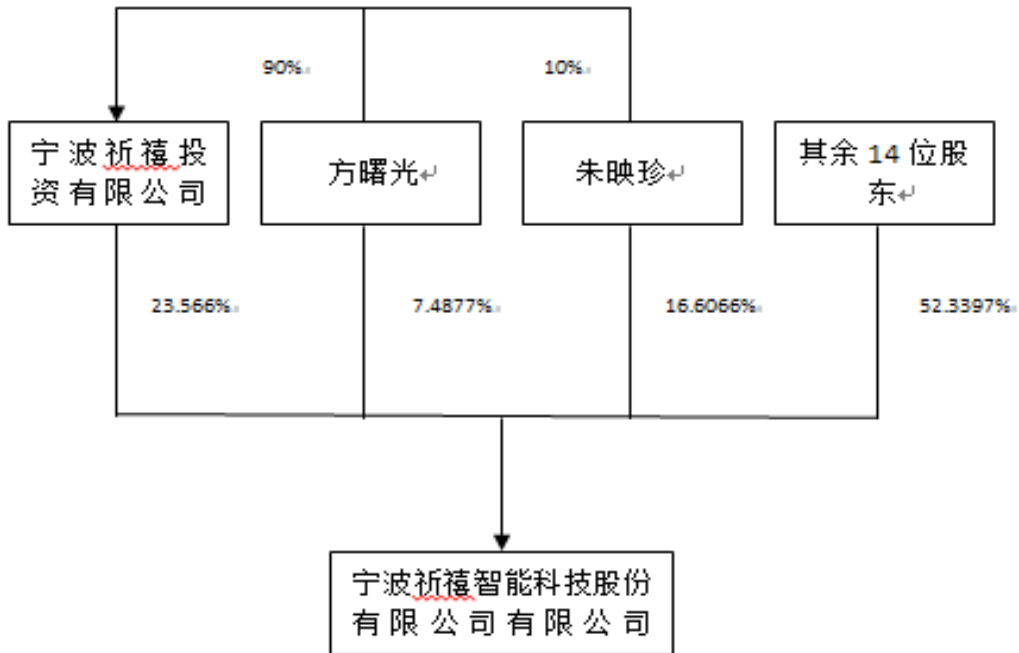 90%
10%
宁波祈禧投
资有限公司
方曙光
朱映珍
其余 14 位股
东
23.566%
7.4877%
16.6066%
52.3397%
宁波祈禧智能科技股份
有限公司有限公司